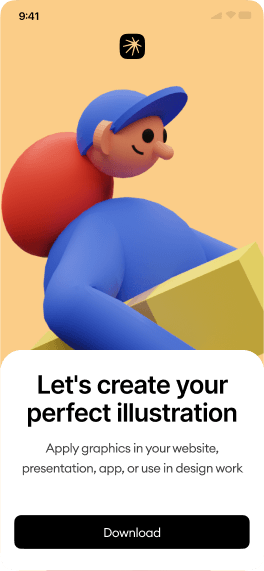 9:41
Let's create your
perfect illustration
Apply graphics in your website,
presentation, app, or use in design work
Download